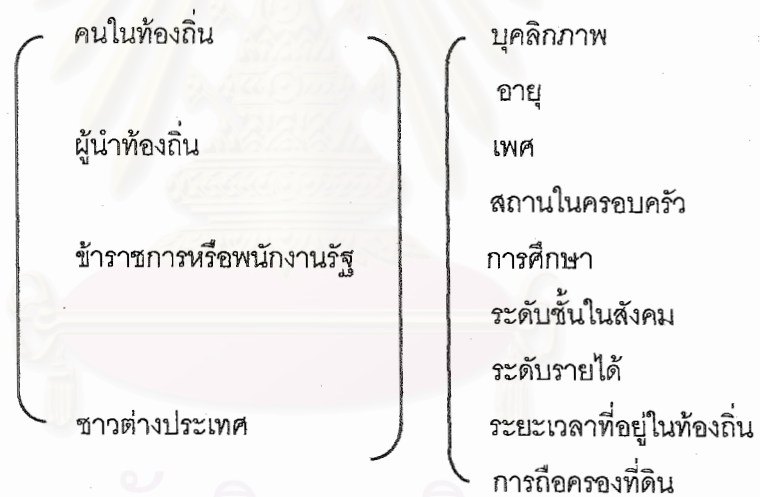 คนในท้องถิ่น
ผู้นำท้องถิ่น
ข้าราชการหรือพนักงานรัฐ
ชาวต่างประเทศ
บุคลิกภาพ
อายุ
เพศ
สถานในครอบครัว
การศึกษา
ระดับชั้นในสังคม
ระดับรายได้
ระยะเวลาที่อยู่ในท้องถิ่น
การถือครองที่ดิน